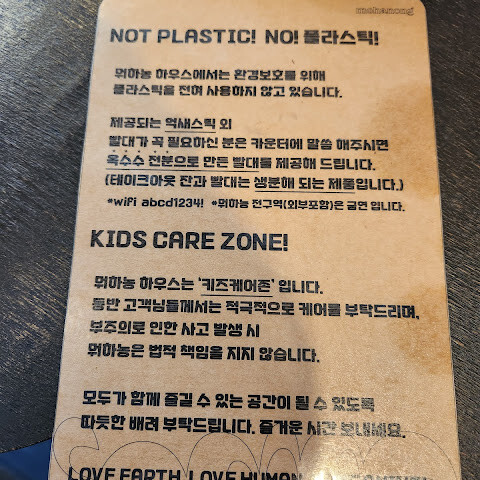 NOT PLASTIC! NO! 플라스틱!
뭐하농 하우스에서는 환경보호를 위해
플라스틱을 전혀 사용하지 않고 있습니다.
제공되는 억새스틱 외
빨대가 꼭 필요하신 분은 카운터에 말씀 해주시면
옥수수 전분으로 만든 빨대를 제공해 드립니다.
(테이크아웃 잔과 빨대는 생분해 되는 제품입니다.)
*wiFi abcd1234! *뭐하농 전구역(외부포함)은 금연 입니다.
KIDS CARE ZONE!
뭐하농 하우스는 '키즈케어존' 입니다.
동반 고객님들께서는 적극적으로 케어를 부탁드리며,
부주의로 인한 사고 발생 시
뭐하농은 법적 책임을 지지 않습니다.
모두가 함께 즐길 수 있는 공간이 될 수 있도록
따듯한 배려 부탁드립니다. 즐거운 시간 보내세요.
LOVE EARTH, LOVE HUMAN